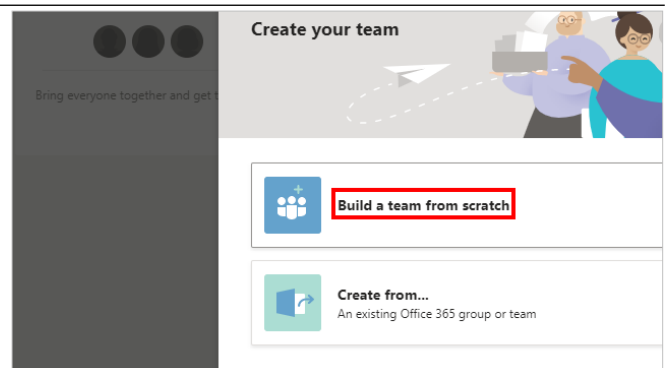 Create your team
Bring everyone together and get
Build a team from scratch
Create from...
An existing Office 365 group or team